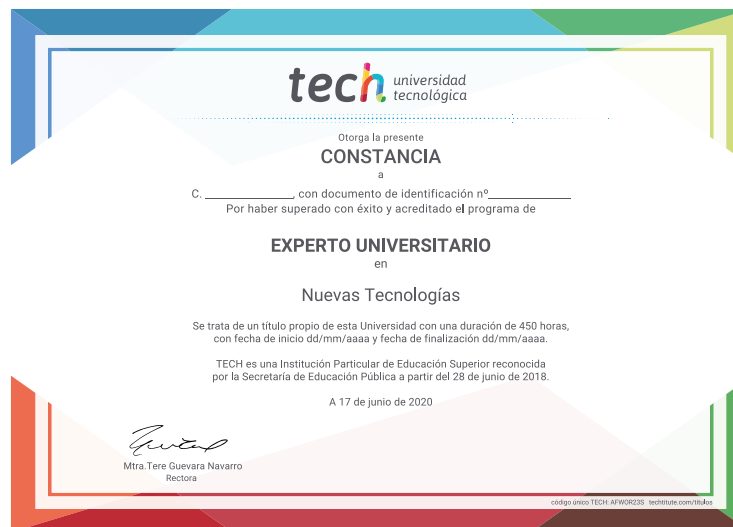 tech universidad
tecnológica
Otorga la presente
CONSTANCIA
a
C. ______________, con documento de identificación nº______________
Por haber superado con éxito y acreditado el programa de
EXPERTO UNIVERSITARIO
en
Nuevas Tecnologías
Se trata de un título propio de esta Universidad con una duración de 450 horas,
con fecha de inicio dd/mm/aaaa y fecha de finalización dd/mm/aaaa.
TECH es una Institución Particular de Educación Superior reconocida
por la Secretaría de Educación Pública a partir del 28 de junio de 2018.
A 17 de junio de 2020
Mtra.Tere Guevara Navarro
Rectora
código único TECH: AFWOR23S techtitute.com/títulos